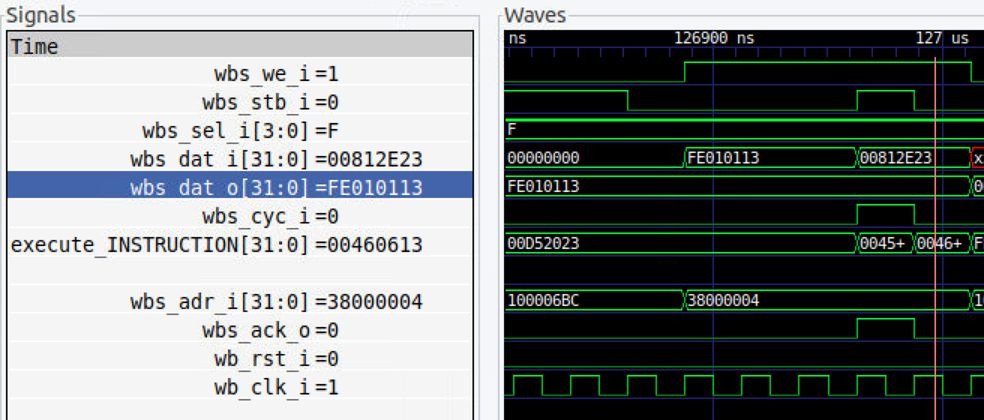 Signals
Time
wbs_we_i=1
wbs_stb_i=0
wbs_sel_i[3:0]=F
wbs_dat_i[31:0]=00812E23
wbs_dat_o[31:0]=FE010113
wbs_cyc_i=0
execute_INSTRUCTION[31:0]=00460613
wbs_adr_i[31:0]=38000004
wbs_ack_o=0
wb_rst_i=0
wb_clk_i=1
Waves
ns 126900 ns 127 us
F
00000000 FE010113 00812E23 x
FE010113 0
00D52023 0045+ 0046+ F
100006BC 38000004 10